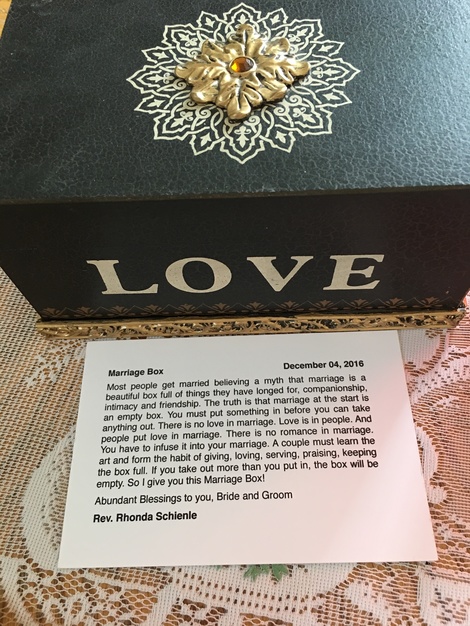 LOVE
Marriage Box December 04, 2016
Most people get married believing a myth that marriage is a
beautiful box full of things they have longed for, companionship,
intimacy and friendship. The truth is that marriage at the start is
an empty box. You must put something in before you can take
anything out. There is no love in marriage. Love is in people. And
people put love in marriage. There is no romance in marriage.
You have to infuse it into your marriage. A couple must learn the
art and form the habit of giving, loving, serving, praising, keeping
the box full. If you take out more than you put in, the box will be
empty. So I give you this Marriage Box!
Abundant Blessings to you, Bride and Groom
Rev. Rhonda Schienle